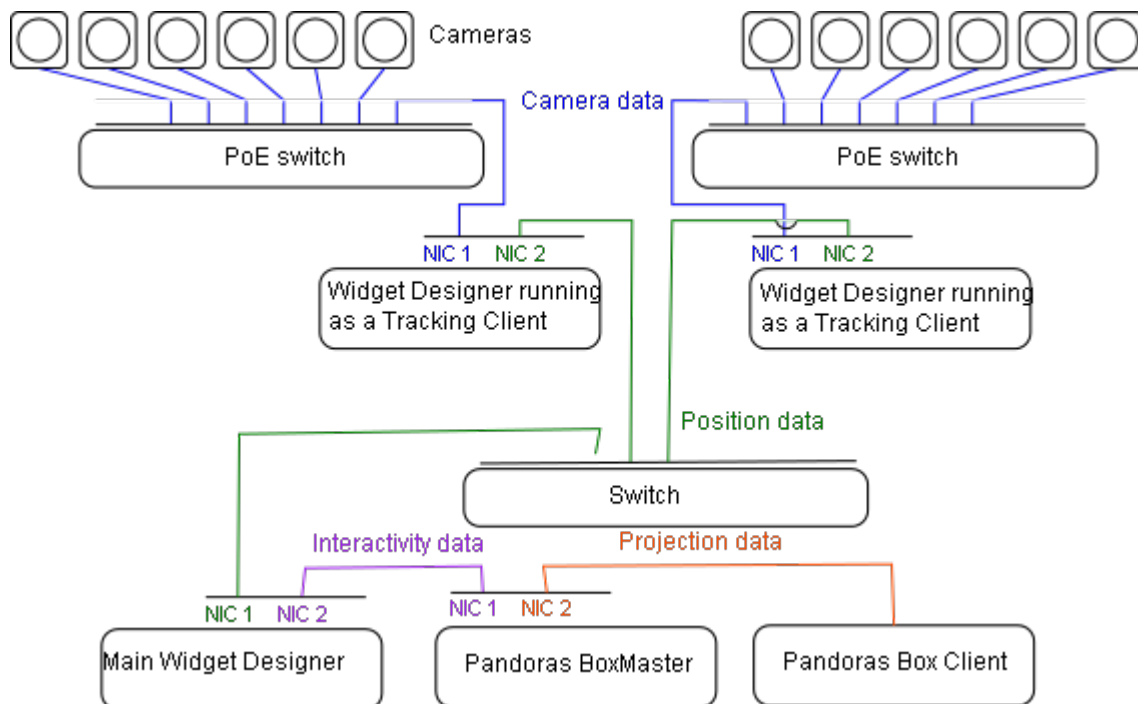 Cameras
Camera data
PoE switch
PoE switch
NIC 1 NIC 2
NIC 1 NIC 2
Widget Designer running
as a Tracking Client
Widget Designer running
as a Tracking Client
Position data
Switch
Interactivity data
Projection data
NIC 1 NIC 2
NIC 1 NIC 2
Main Widget Designer
Pandoras BoxMaster
Pandoras Box Client